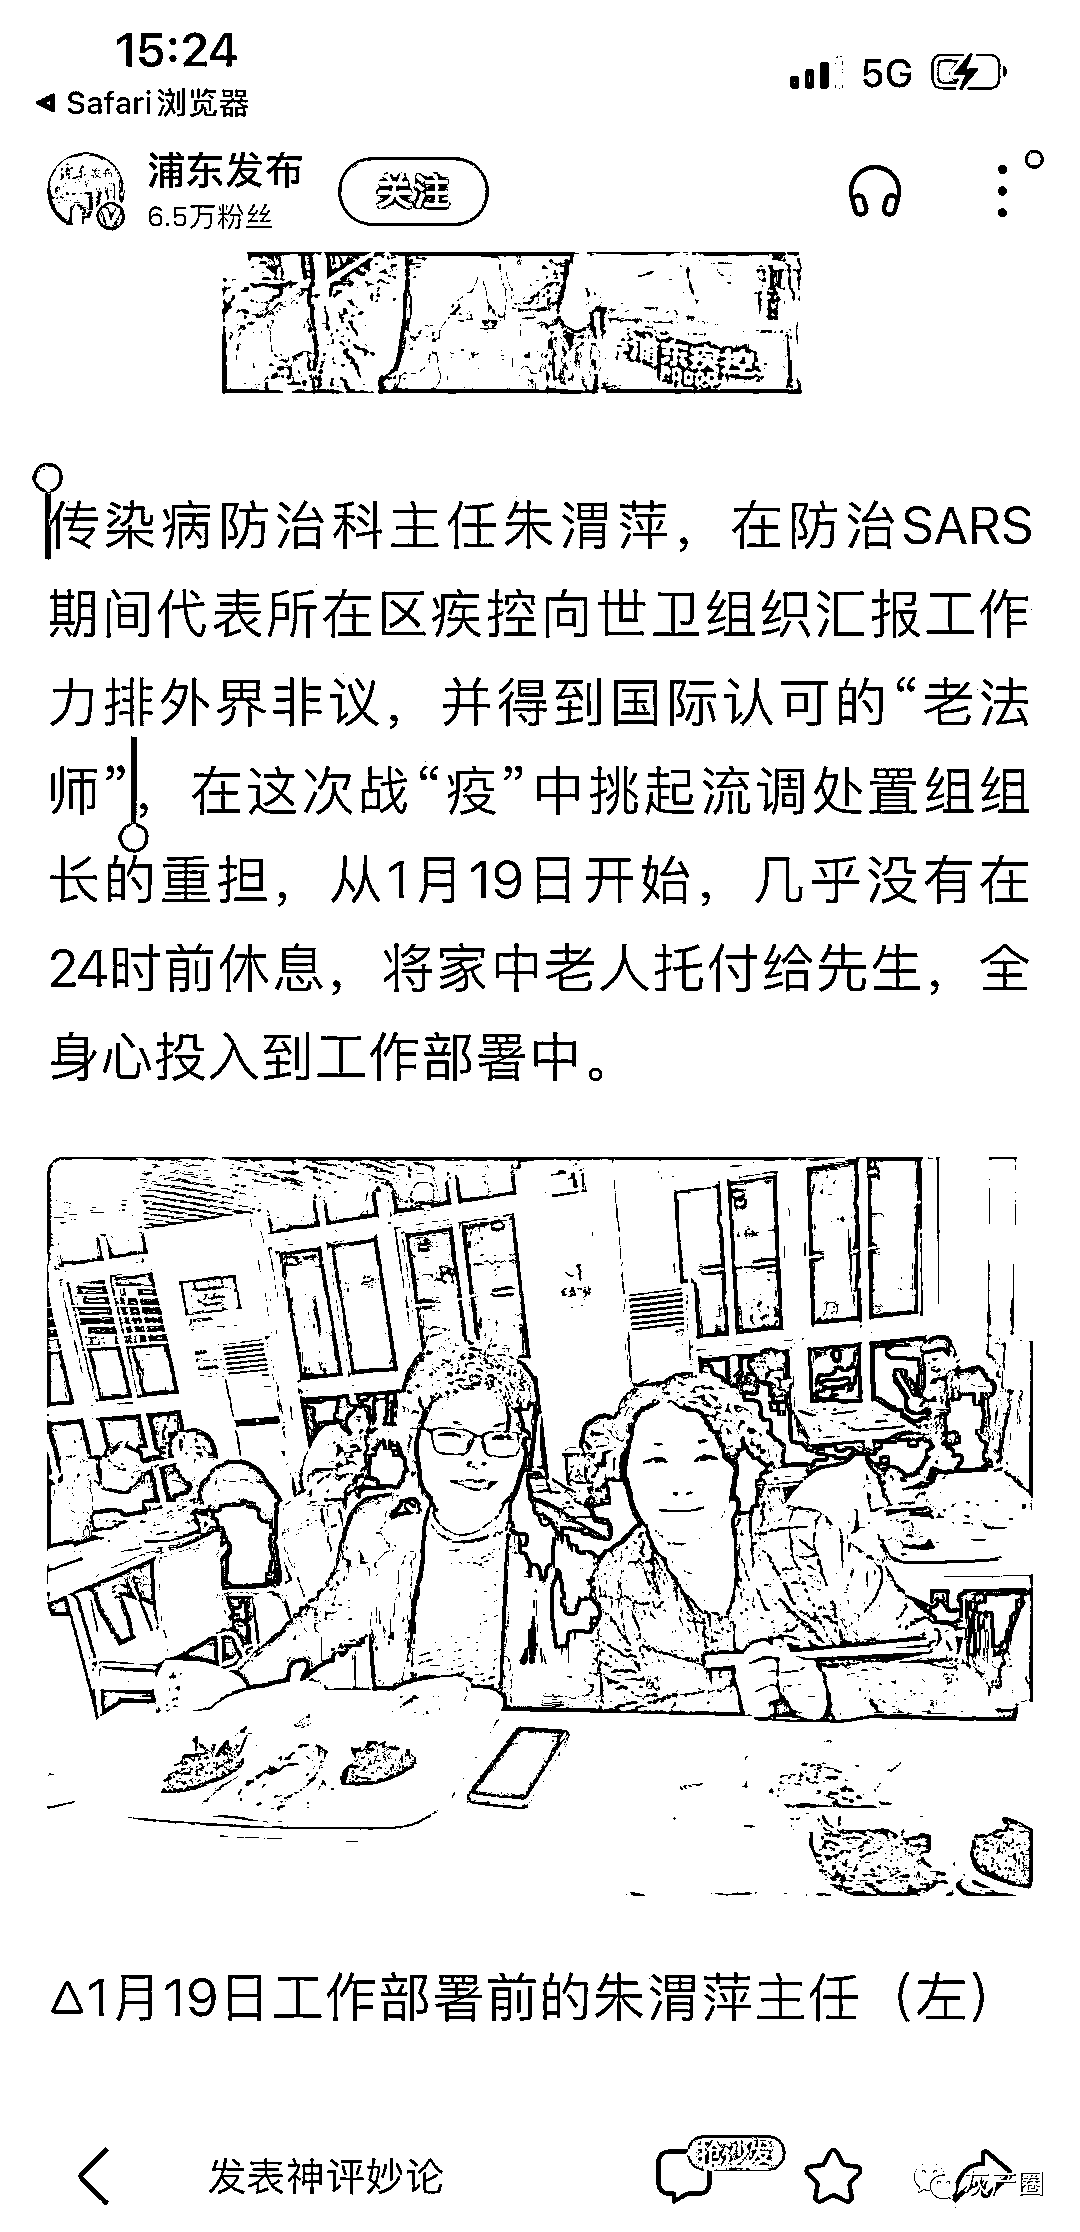 15:24
5G
Safari浏览器
浦东发布
6.5万粉丝
关注
传染病防治科主任朱渭萍，在防治SARS
期间代表所在区疾控向世卫组织汇报工作
力排外界非议，并得到国际认可的“老法
师”，在这次战“疫”中挑起流调处置组组
长的重担，从1月19日开始，几乎没有在
24时前休息，将家中老人托付给先生，全
身心投入到工作部署中。
△1月19日工作部署前的朱渭萍主任（左）
发表神评妙论
抢沙发
灰产圈